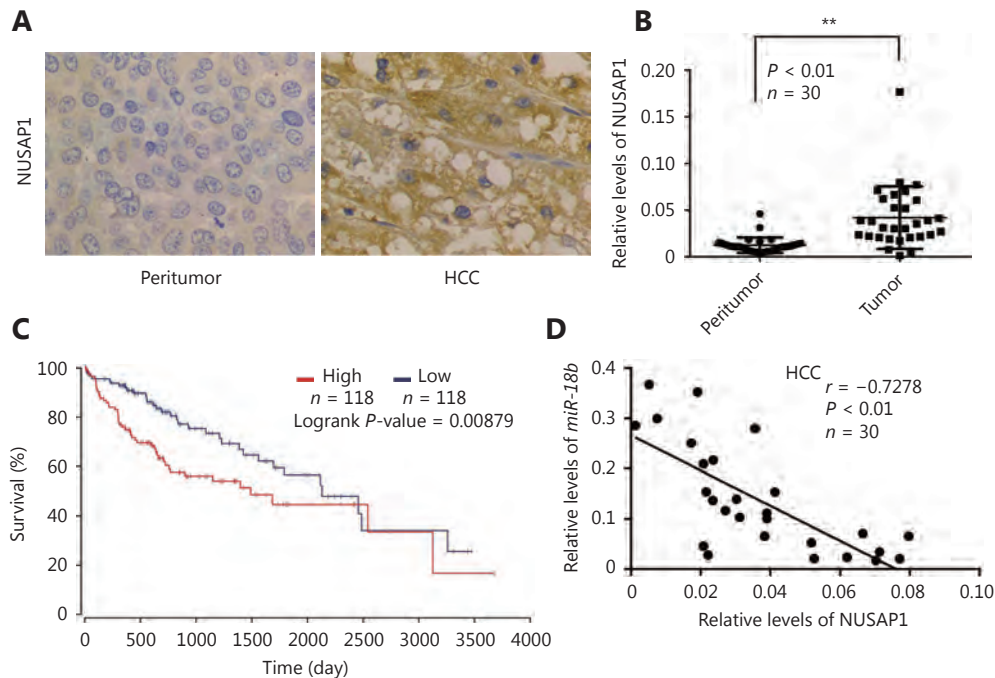 A
NUSAP1
Peritumor
HCC
B
**
P < 0.01
n = 30
Relative levels of NUSAP1
0.20
0.15
0.10
0.05
0
Peritumor
Tumor
C
Survival (%)
100
80
60
40
20
0
High
Low
n = 118
n = 118
Logrank P-value = 0.00879
0
500
1000
1500
2000
2500
3000
3500
4000
Time (day)
D
Relative levels of miR-18b
0.4
0.3
0.2
0.1
0
HCC
r = −0.7278
P < 0.01
n = 30
0
0.02
0.04
0.06
0.08
0.10
Relative levels of NUSAP1